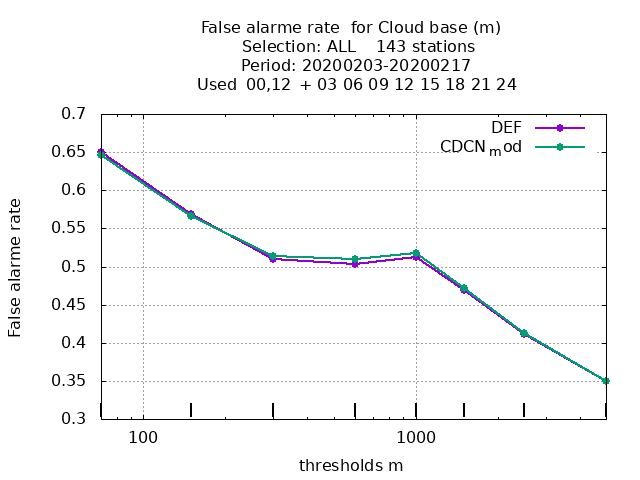 False alarme rate  for Cloud base (m)
Selection: ALL    143 stations
Period: 20200203-20200217
Used  00,12  + 03 06 09 12 15 18 21 24
DEF
CDCN_mod
False alarme rate
0.7
0.65
0.6
0.55
0.5
0.45
0.4
0.35
0.3
100
1000
thresholds m